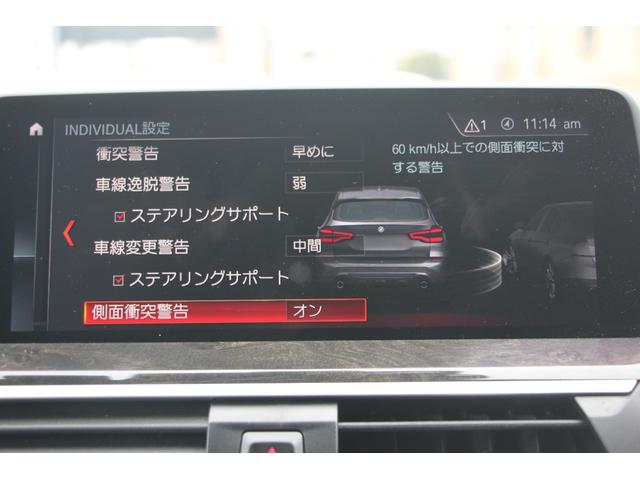 INDIVIDUAL設定
1 11:14 am
衝突警告 早めに
車線逸脱警告 弱
ステアリングサポート
車線変更警告 中間
ステアリングサポート
側面衝突警告 オン
60 km/h以上での側面衝突に対
する警告